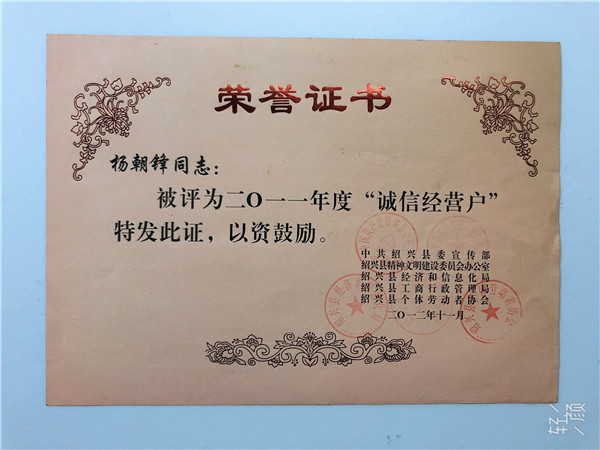 荣誉证书
杨朝锋同志：
被评为二〇一一年度“诚信经营户”
特发此证，以资鼓励。
中共绍兴县委宣传部
绍兴县精神文明建设委员会办公室
绍兴县经济和信息化局
绍兴县工商行政管理局
绍兴县个体劳动者协会
二〇一二年十一月
轻颜